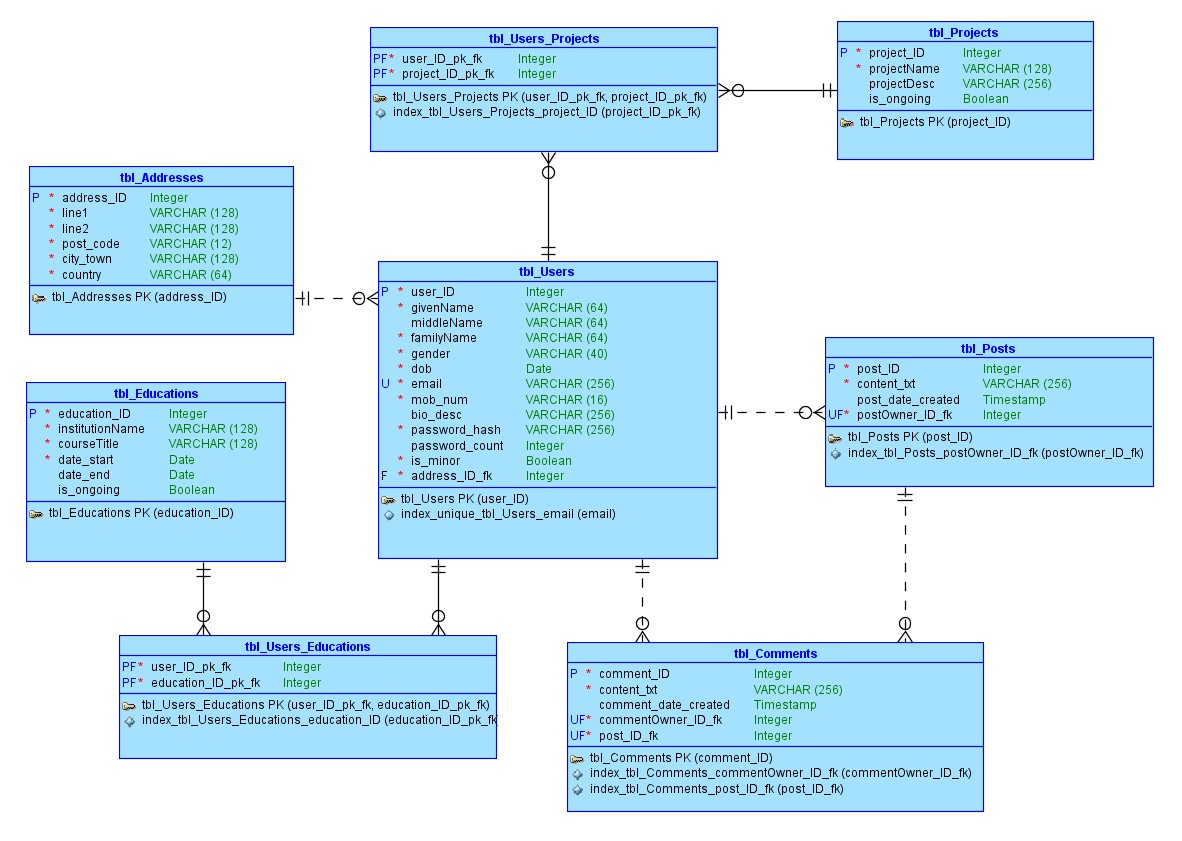 tbl_Users_Projects
PF* user_ID_pk_fk Integer
PF* project_ID_pk_fk Integer
tbl_Users_Projects PK (user_ID_pk_fk, project_ID_pk_fk)
index_tbl_Users_Projects_project_ID (project_ID_pk_fk)
tbl_Projects
P * project_ID Integer
* projectName VARCHAR (128)
projectDesc VARCHAR (256)
is_ongoing Boolean
tbl_Projects PK (project_ID)
tbl_Addresses
P * address_ID Integer
* line1 VARCHAR (128)
* line2 VARCHAR (128)
* post_code VARCHAR (12)
* city_town VARCHAR (128)
* country VARCHAR (64)
tbl_Addresses PK (address_ID)
tbl_Users
P * user_ID Integer
* givenName VARCHAR (64)
middleName VARCHAR (64)
* familyName VARCHAR (64)
* gender VARCHAR (40)
* dob Date
U * email VARCHAR (256)
* mob_num VARCHAR (16)
bio_desc VARCHAR (256)
* password_hash VARCHAR (256)
password_count Integer
* is_minor Boolean
F * address_ID_fk Integer
tbl_Users PK (user_ID)
index_unique_tbl_Users_email (email)
tbl_Posts
P * post_ID Integer
* content_txt VARCHAR (256)
post_date_created Timestamp
UF* postOwner_ID_fk Integer
tbl_Posts PK (post_ID)
index_tbl_Posts_postOwner_ID_fk (postOwner_ID_fk)
tbl_Educations
P * education_ID Integer
* institutionName VARCHAR (128)
* courseTitle VARCHAR (128)
* date_start Date
date_end Date
is_ongoing Boolean
tbl_Educations PK (education_ID)
tbl_Users_Educations
PF* user_ID_pk_fk Integer
PF* education_ID_pk_fk Integer
tbl_Users_Educations PK (user_ID_pk_fk, education_ID_pk_fk)
index_tbl_Users_Educations_education_ID (education_ID_pk_fk
tbl_Comments
P * comment_ID Integer
* content_txt VARCHAR (256)
comment_date_created Timestamp
UF* commentOwner_ID_fk Integer
UF* post_ID_fk Integer
tbl_Comments PK (comment_ID)
index_tbl_Comments_commentOwner_ID_fk (commentOwner_ID_fk)
index_tbl_Comments_post_ID_fk (post_ID_fk)